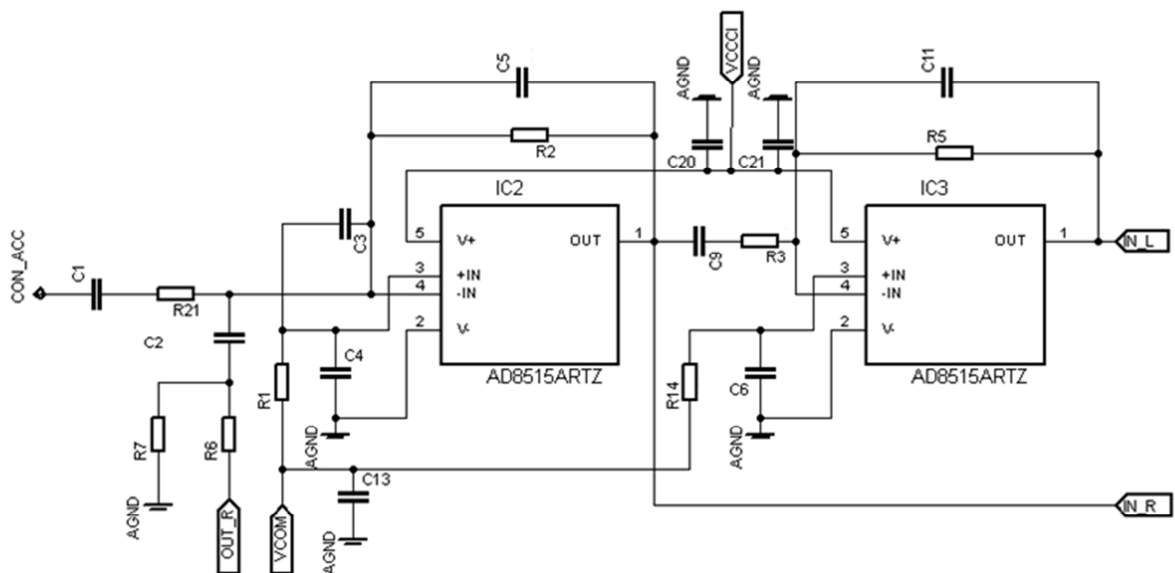 C5
VCCCI
C11
AGND
AGND
R2
R5
C20
C21
IC2
IC3
C3
5
V+
OUT
1
5
V+
OUT
1
IN_L
CON_ACC
C1
3
+IN
C9
R3
3
+IN
R21
4
-IN
4
-IN
C2
2
V-
2
V-
C4
R1
AD8515ARTZ
R14
C6
AD8515ARTZ
R7
R6
AGND
AGND
C13
AGND
OUT_R
VCOM
AGND
IN_R